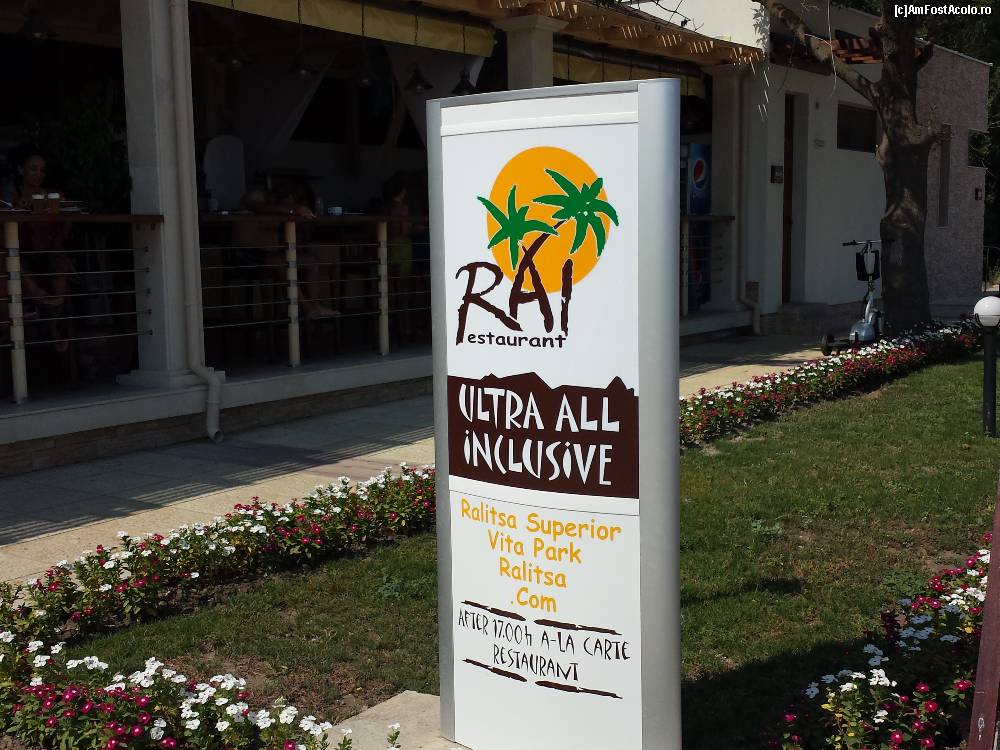 [c]AmFostAcolo.ro
RAI
Restaurant
ULTRA ALL
iNCLUSiVE
Ralitsa Superior
Vita Park
Ralitsa
.Com
AFTER 17.00h A-LA CARTE
RESTAURANT